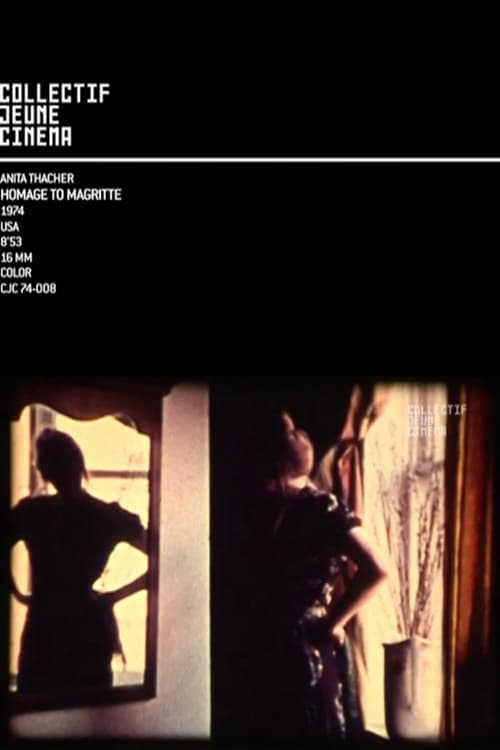 COLLECTIF
JEUNE
CINEMA
ANITA THACHER
HOMAGE TO MAGRITTE
1974
USA
8'53
16 MM
COLOR
CJC 74-008
COLLECTIF
JEUNE
CINEMA